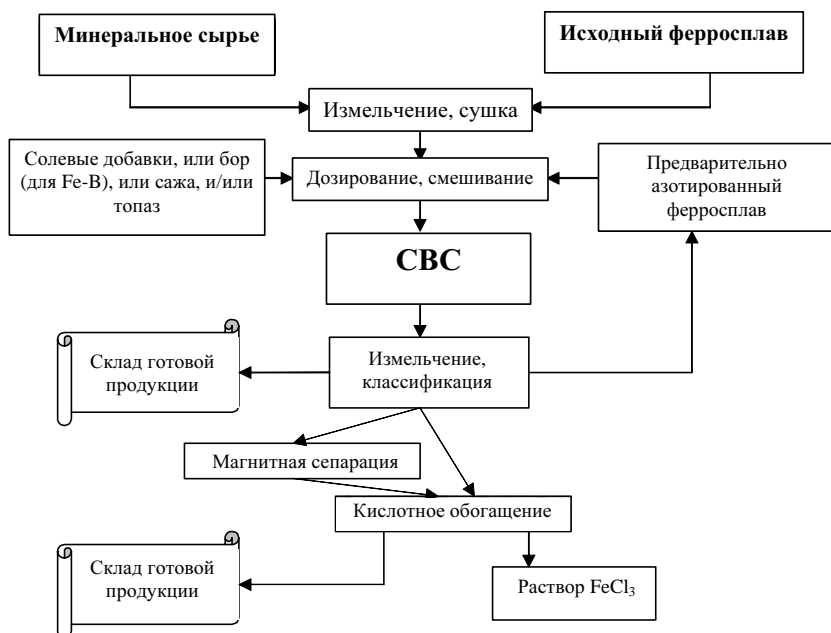 Минеральное сырье
Исходный ферросплав
Измельчение, сушка
Солевые добавки, или бор
(для Fe-B), или сажа, и/или
топаз
Дозирование, смешивание
Предварительно
азотированный
ферросплав
СВС
Склад готовой
продукции
Измельчение,
классификация
Магнитная сепарация
Кислотное обогащение
Склад готовой
продукции
Раствор FeCl₃